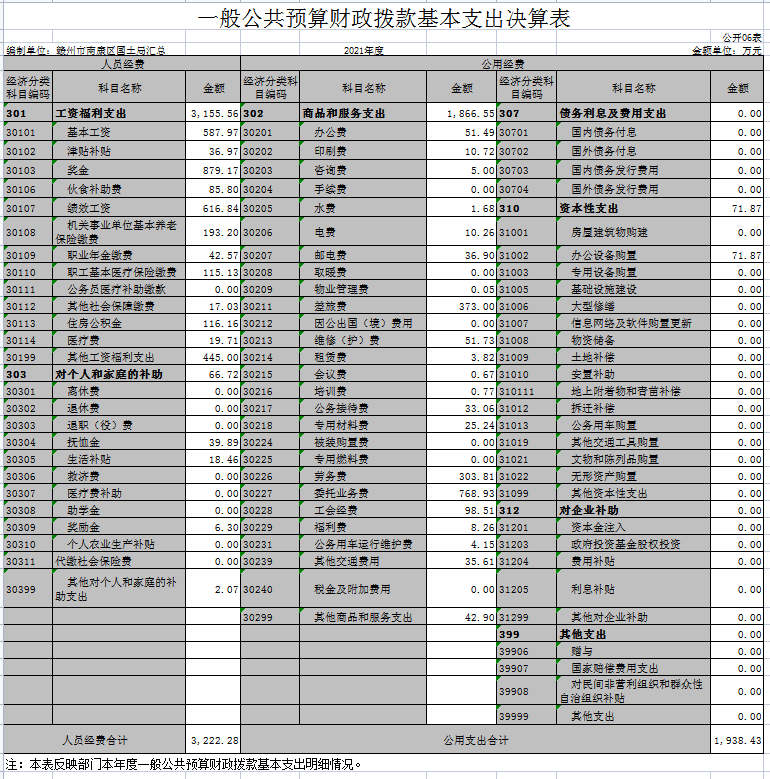 一般公共预算财政拨款基本支出决算表
公开06表
编制单位：赣州市南康区国土局汇总 2021年度 金额单位：万元
人员经费 公用经费
经济分类科目编码 科目名称 金额 经济分类科目编码 科目名称 金额 经济分类科目编码 科目名称 金额
301 工资福利支出 3,155.56 302 商品和服务支出 1,866.55 307 债务利息及费用支出 0.00
30101 基本工资 587.97 30201 办公费 51.49 30701 国内债务付息 0.00
30102 津贴补贴 36.97 30202 印刷费 10.72 30702 国外债务付息 0.00
30103 奖金 879.17 30203 咨询费 5.00 30703 国内债务发行费用 0.00
30106 伙食补助费 85.80 30204 手续费 0.00 30704 国外债务发行费用 0.00
30107 绩效工资 616.84 30205 水费 1.68 310 资本性支出 71.87
30108 机关事业单位基本养老保险缴费 193.20 30206 电费 10.26 31001 房屋建筑物购建 0.00
30109 职业年金缴费 42.57 30207 邮电费 36.90 31002 办公设备购置 71.87
30110 职工基本医疗保险缴费 115.13 30208 取暖费 0.00 31003 专用设备购置 0.00
30111 公务员医疗补助缴款 0.00 30209 物业管理费 0.05 31005 基础设施建设 0.00
30112 其他社会保障缴费 17.03 30211 差旅费 373.00 31006 大型修缮 0.00
30113 住房公积金 116.16 30212 因公出国（境）费用 0.00 31007 信息网络及软件购置更新 0.00
30114 医疗费 19.71 30213 维修（护）费 51.73 31008 物资储备 0.00
30199 其他工资福利支出 445.00 30214 租赁费 3.82 31009 土地补偿 0.00
303 对个人和家庭的补助 66.72 30215 会议费 0.67 31010 安置补助 0.00
30301 离休费 0.00 30216 培训费 0.77 310111 地上附着物和青苗补偿 0.00
30302 退休费 0.00 30217 公务接待费 33.06 31012 拆迁补偿 0.00
30303 退职（役）费 0.00 30218 专用材料费 25.24 31013 公务用车购置 0.00
30304 抚恤金 39.89 30224 被装购置费 0.00 31019 其他交通工具购置 0.00
30305 生活补贴 18.46 30225 专用燃料费 0.00 31021 文物和陈列品购置 0.00
30306 救济费 0.00 30226 劳务费 303.81 31022 无形资产购置 0.00
30307 医疗费补助 0.00 30227 委托业务费 768.93 31099 其他资本性支出 0.00
30308 助学金 0.00 30228 工会经费 98.51 312 对企业补助 0.00
30309 奖励金 6.30 30229 福利费 8.26 31201 资本金注入 0.00
30310 个人农业生产补贴 0.00 30231 公务用车运行维护费 4.15 31203 政府投资基金股权投资 0.00
30311 代缴社会保险费 0.00 30239 其他交通费用 35.61 31204 费用补贴 0.00
30399 其他对个人和家庭的补助支出 2.07 30240 税金及附加费用 0.00 31205 利息补贴 0.00
30299 其他商品和服务支出 42.90 31299 其他对企业补助 0.00
399 其他支出 0.00
39906 赠与 0.00
39907 国家赔偿费用支出 0.00
39908 对民间非营利组织和群众性自治组织补贴 0.00
39999 其他支出 0.00
人员经费合计 3,222.28 公用支出合计 1,938.43
注：本表反映部门本年度一般公共预算财政拨款基本支出明细情况。